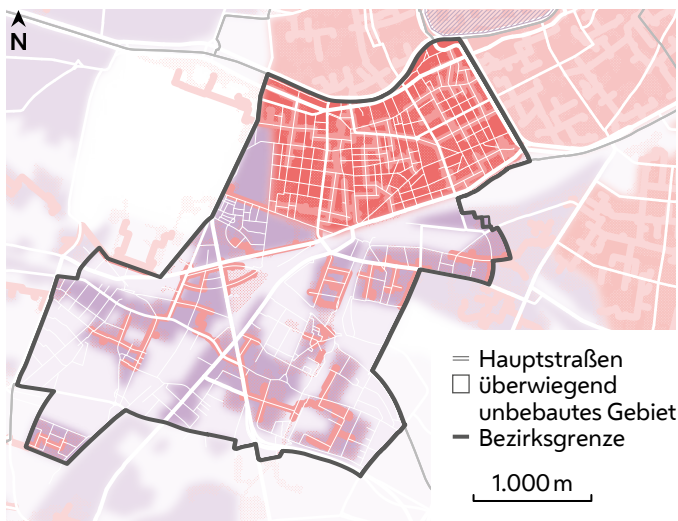 N
Hauptstraßen
überwiegend
unbebautes Gebiet
Bezirksgrenze
1.000 m